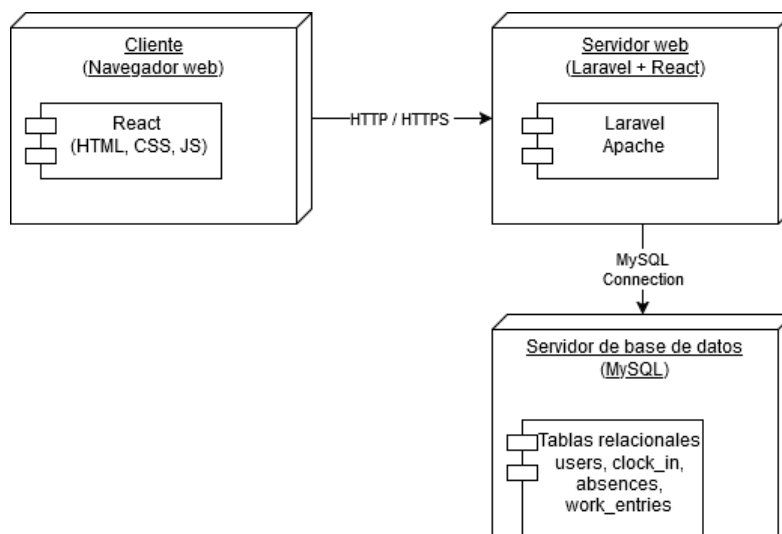 Cliente
(Navegador web)
React
(HTML, CSS, JS)
HTTP / HTTPS
Servidor web
(Laravel + React)
Laravel
Apache
MySQL
Connection
Servidor de base de datos
(MySQL)
Tablas relacionales
users, clock_in,
absences,
work_entries